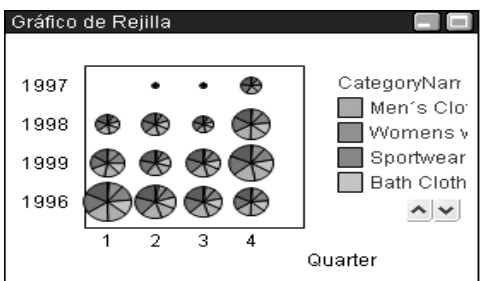 Gráfico de Rejilla
1997
1998
1999
1996
1 2 3 4
Quarter
CategoryNam
Men´s Clo
Womens w
Sportwear
Bath Cloth